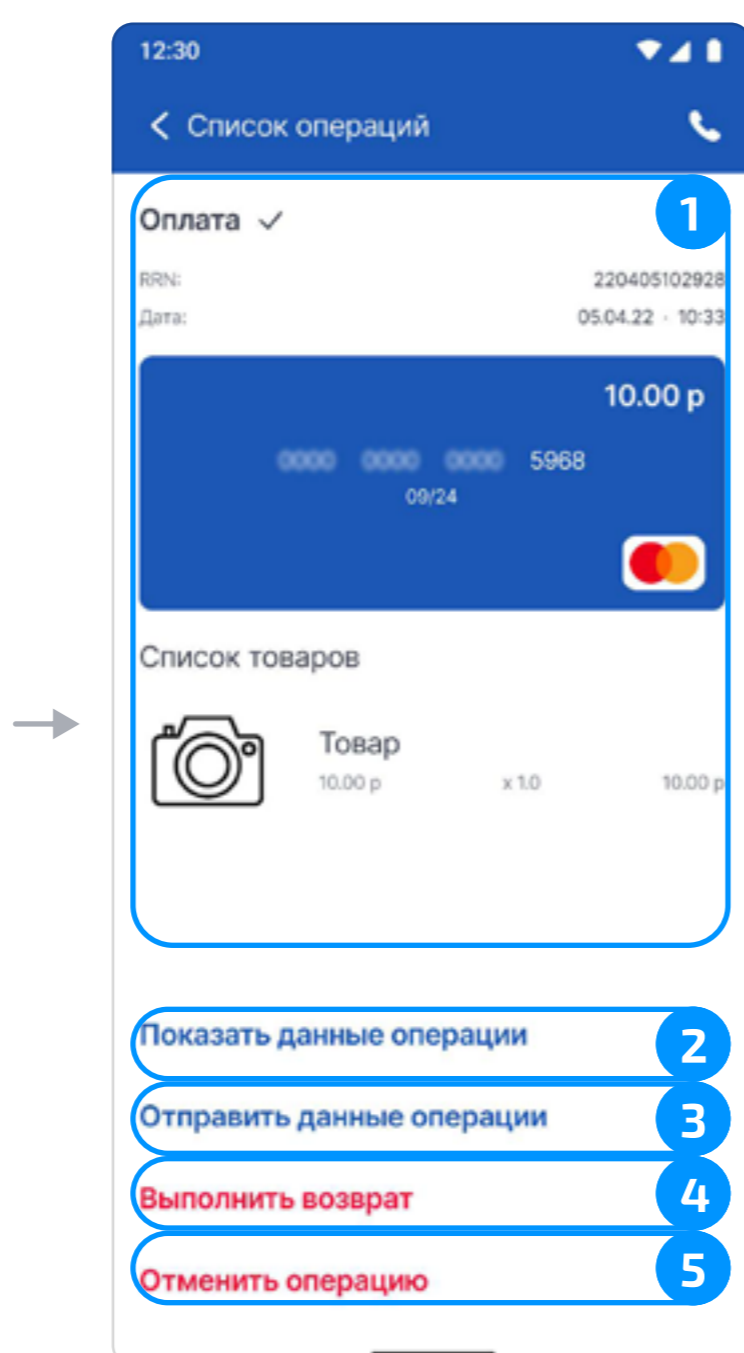 12:30
Список операций
1
Оплата
RRN: 220405102928
Дата: 05.04.22 · 10:33
10.00 р
0000 0000 0000 5968
09/24
Список товаров
Товар
10.00 р x 1.0 10.00 р
Показать данные операции 2
Отправить данные операции 3
Выполнить возврат 4
Отменить операцию 5